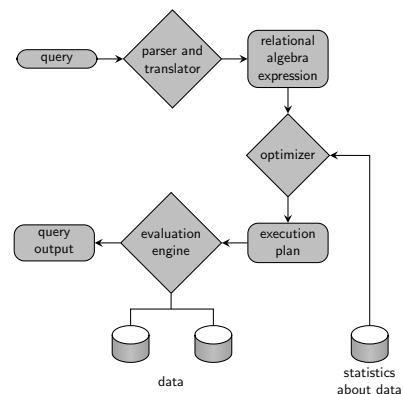 query
parser and
translator
relational
algebra
expression
optimizer
query
output
evaluation
engine
execution
plan
data
statistics
about data